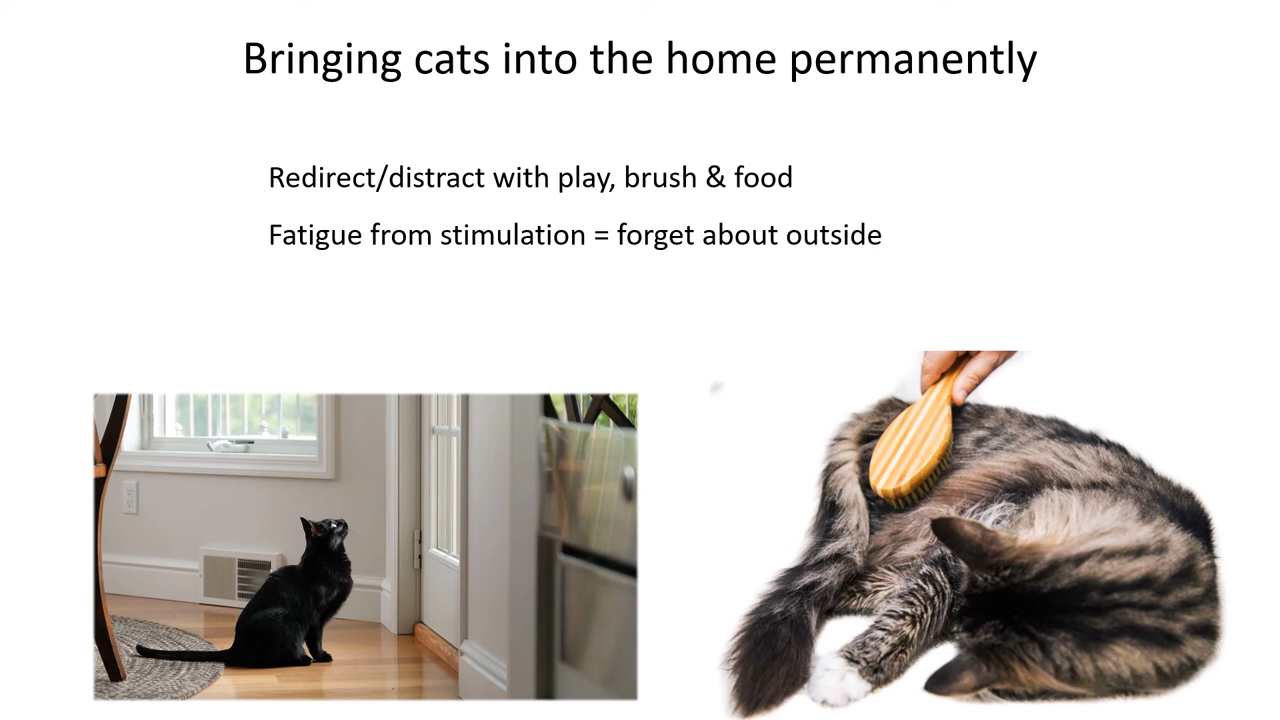 Bringing cats into the home permanently
Redirect/distract with play, brush & food
Fatigue from stimulation = forget about outside